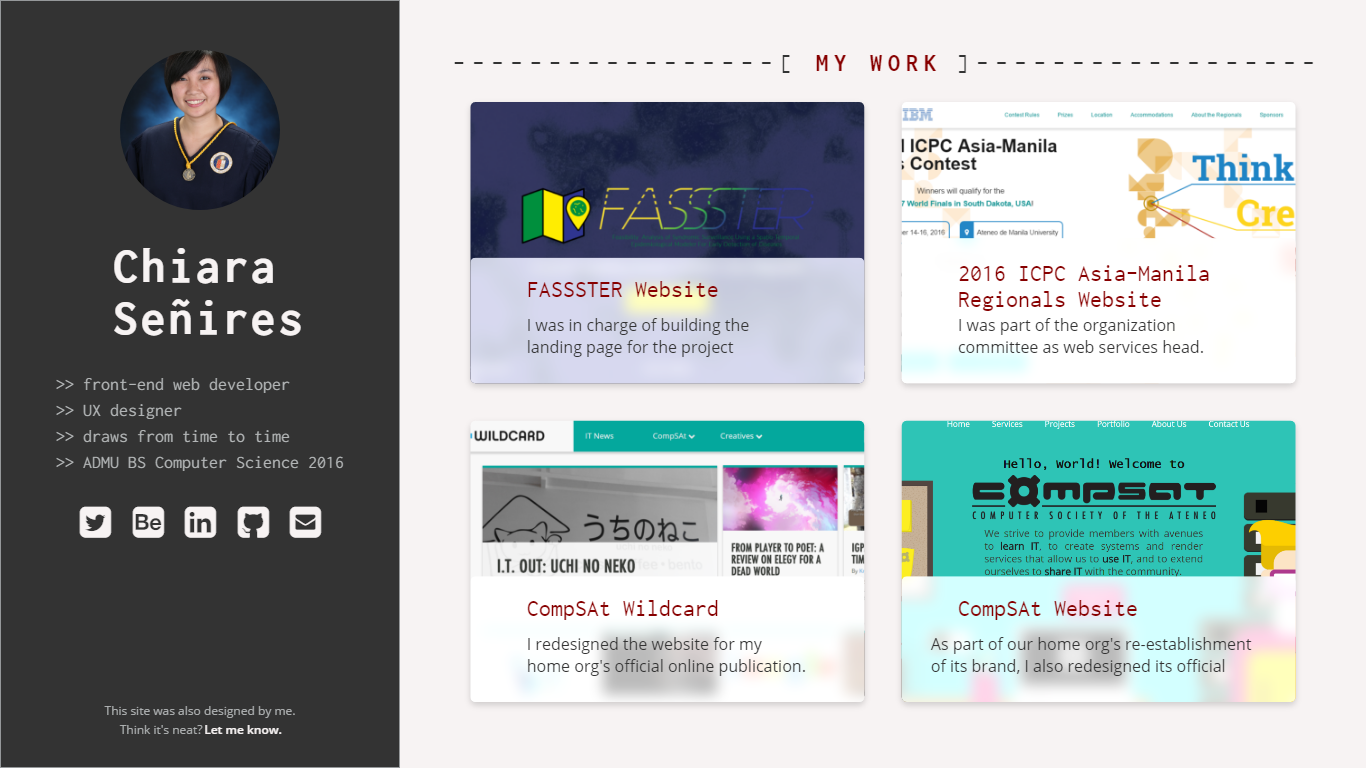 Chiara
Señires
>> front-end web developer
>> UX designer
>> draws from time to time
>> ADMU BS Computer Science 2016
Bē
in
This site was also designed by me.
Think it's neat? Let me know.
[ MY WORK ]
FASSSTER
FASSSTER Website
I was in charge of building the
landing page for the project
IBM
Contest Rules Prizes Location Accommodations About the Regionals Sponsors
ICPC Asia-Manila
s Contest
Winners will qualify for the
7 World Finals in South Dakota, USA!
er 14-16, 2016 Ateneo de Manila University
Think
Cre
2016 ICPC Asia-Manila
Regionals Website
I was part of the organization
committee as web services head.
WILDCARD IT News CompSAt Creatives
うちのねこ
I.T. OUT: UCHI NO NEKO
FROM PLAYER TO POET: A
REVIEW ON ELEGY FOR A
DEAD WORLD
IGP
CompSAt Wildcard
I redesigned the website for my
home org's official online publication.
Home Services Projects Portfolio About Us Contact Us
Hello, World! Welcome to
compsat
COMPUTER SOCIETY OF THE ATENEO
We strive to provide members with avenues
to learn IT, to create systems and render
services that allow us to use IT, and to extend
ourselves to share IT with the community.
CompSAt Website
As part of our home org's re-establishment
of its brand, I also redesigned its official